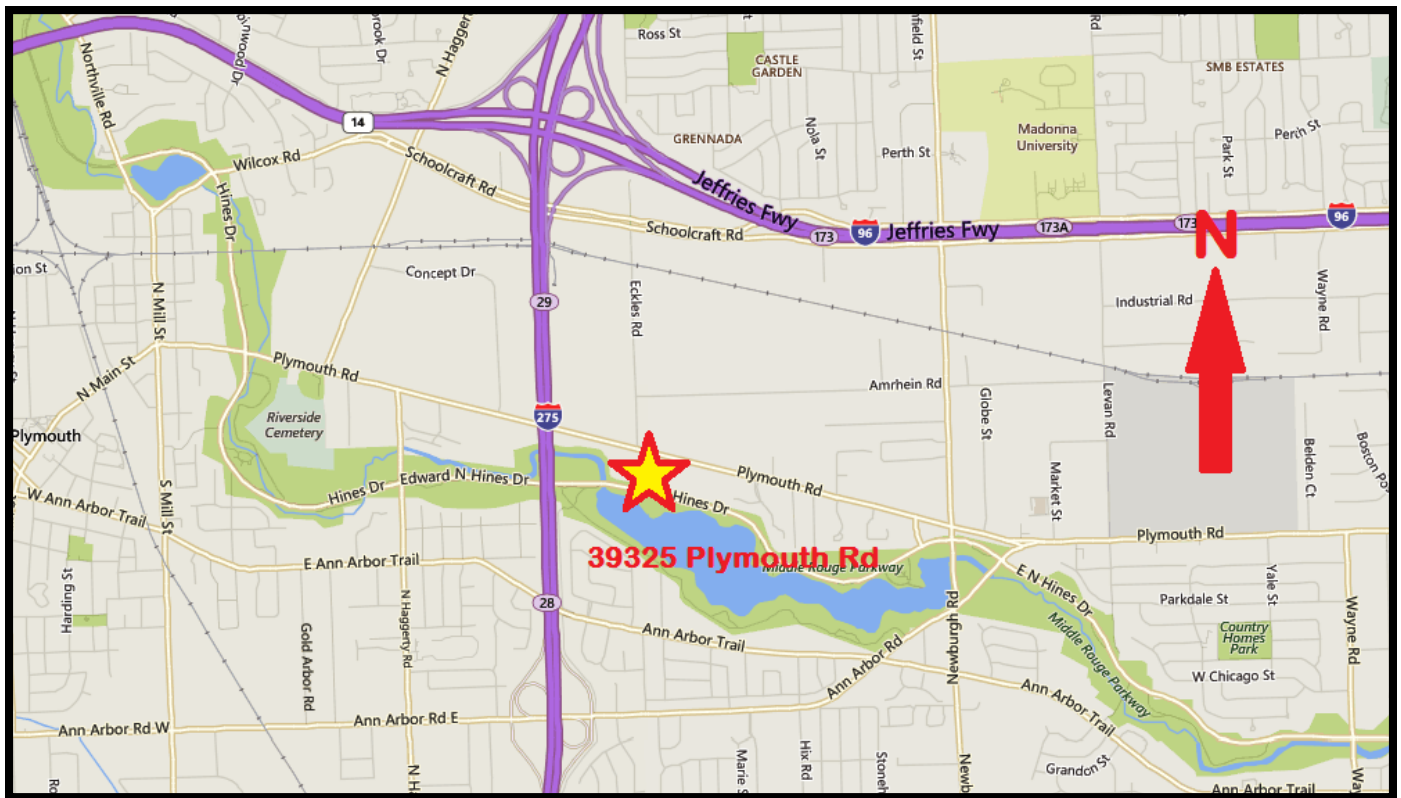 Ross St
CASTLE
GARDEN
SMB ESTATES
Northville Rd
14
GRENNADA
Nola St
Perth St
Madonna
University
Park St
Perch St
Wilcox Rd
Schoolcraft Rd
Hines Dr
Jeffries Fwy
Schoolcraft Rd
173
96
Jeffries Fwy
173A
173
N
96
Concept Dr
N Mill St
29
Eckles Rd
Industrial Rd
Wayne Rd
N Main St
Plymouth Rd
Amrhein Rd
Globe St
Levan Rd
Riverside
Cemetery
275
Plymouth
Belden Ct
Market St
W Ann Arbor Trail
S Mill St
Hines Dr
Edward N Hines Dr
Hines Dr
Plymouth Rd
Plymouth Rd
39325 Plymouth Rd
Middle Rouge Parkway
E Ann Arbor Trail
E N Hines Dr
Harding St
N Haggerty Rd
28
Newburgh Rd
Parkdale St
Yale St
Wayne Rd
Gold Arbor Rd
Ann Arbor Trail
Ann Arbor Rd
Middle Rouge Parkway
Country
Homes
Park
W Chicago St
Ann Arbor Trail
Ann Arbor Rd W
Ann Arbor Rd E
Hix Rd
Grandon St
Ann Arbor Trail